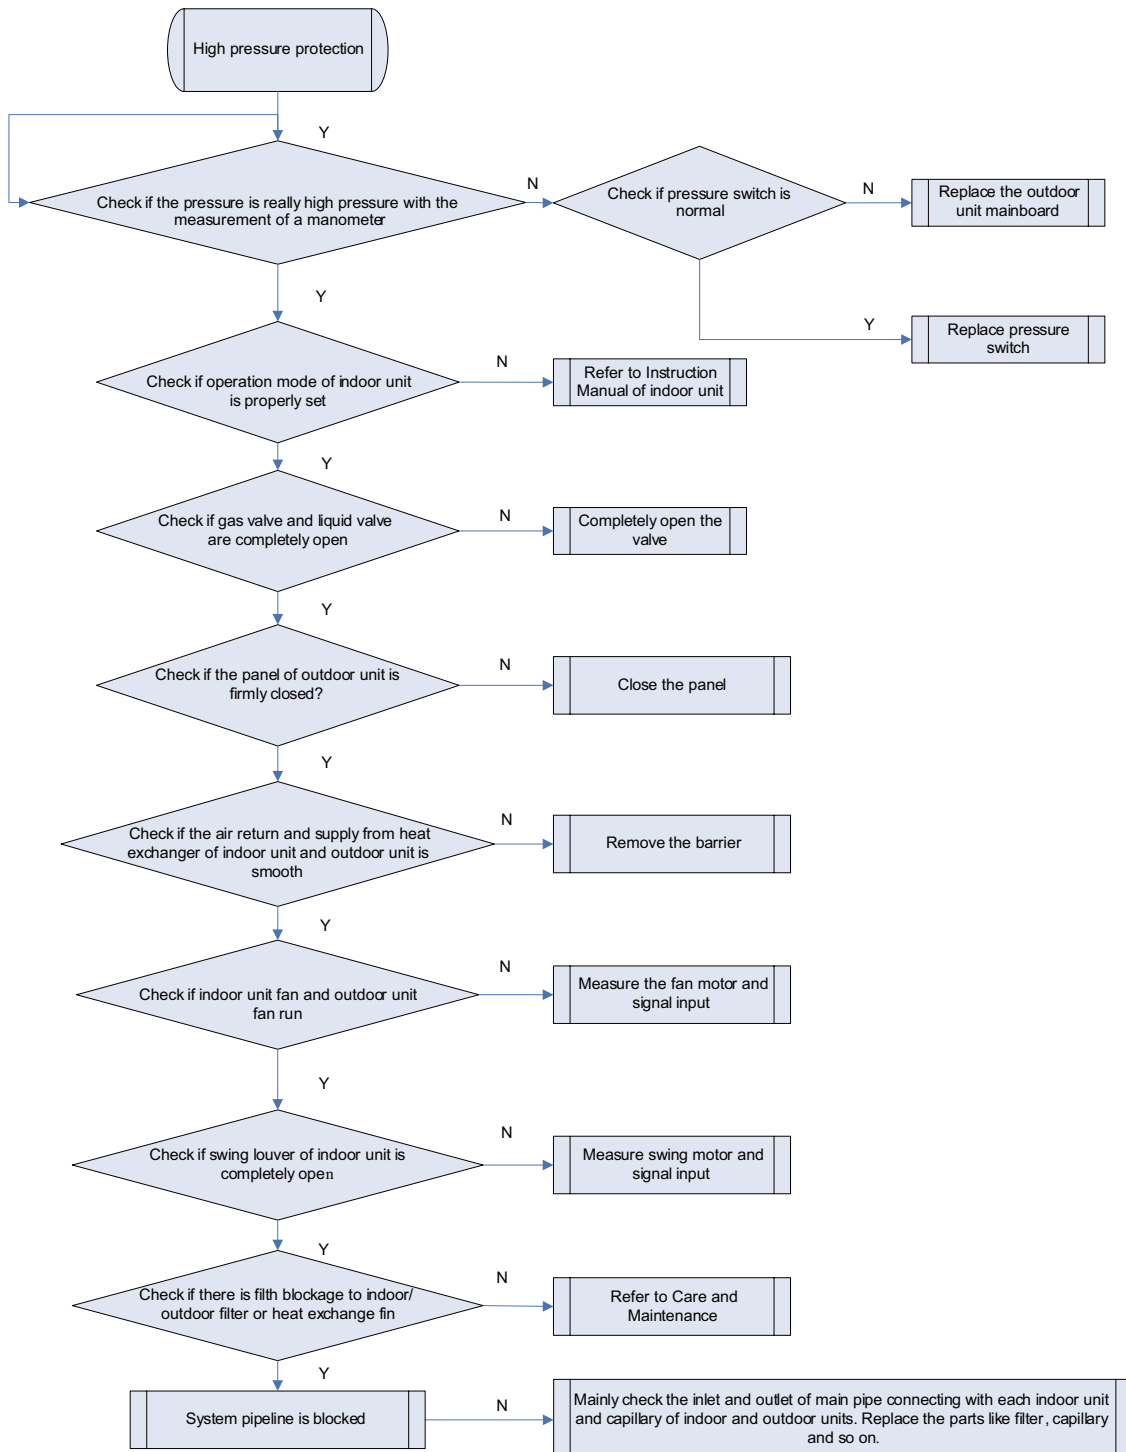 High pressure protection
Y
Check if the pressure is really high pressure with the
measurement of a manometer
N
Check if pressure switch is
normal
N
Replace the outdoor
unit mainboard
Y
Replace pressure
switch
Y
Check if operation mode of indoor unit
is properly set
N
Refer to Instruction
Manual of indoor unit
Y
Check if gas valve and liquid valve
are completely open
N
Completely open the
valve
Y
Check if the panel of outdoor unit is
firmly closed?
N
Close the panel
Y
Check if the air return and supply from heat
exchanger of indoor unit and outdoor unit is
smooth
N
Remove the barrier
Y
Check if indoor unit fan and outdoor unit
fan run
N
Measure the fan motor and
signal input
Y
Check if swing louver of indoor unit is
completely open
N
Measure swing motor and
signal input
Y
Check if there is filth blockage to indoor/
outdoor filter or heat exchange fin
N
Refer to Care and
Maintenance
Y
System pipeline is blocked
N
Mainly check the inlet and outlet of main pipe connecting with each indoor unit
and capillary of indoor and outdoor units. Replace the parts like filter, capillary
and so on.